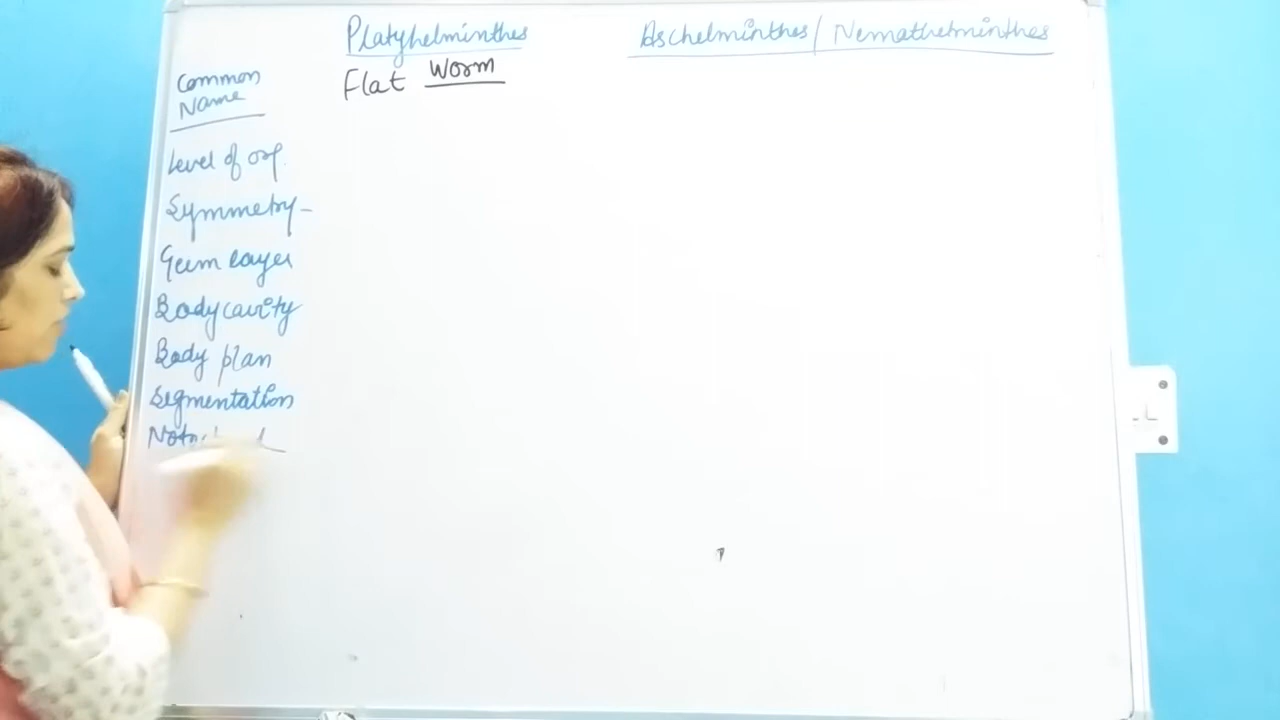 Platyhelminthes
Aschelminthes / Nemathelminthes
Common
Name
Flat Worm
Level of org.
Symmetry -
Germ layer
Body cavity
Body plan
Segmentation